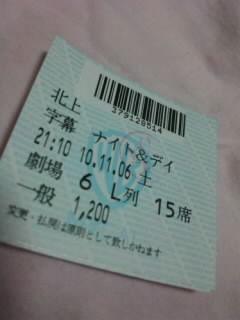 379128514
北上
字幕 ナイト&デイ
21:10 10.11.06 土
劇場 6 L列 15席
一般 1,200
変更・払戻は原則として致しかねます